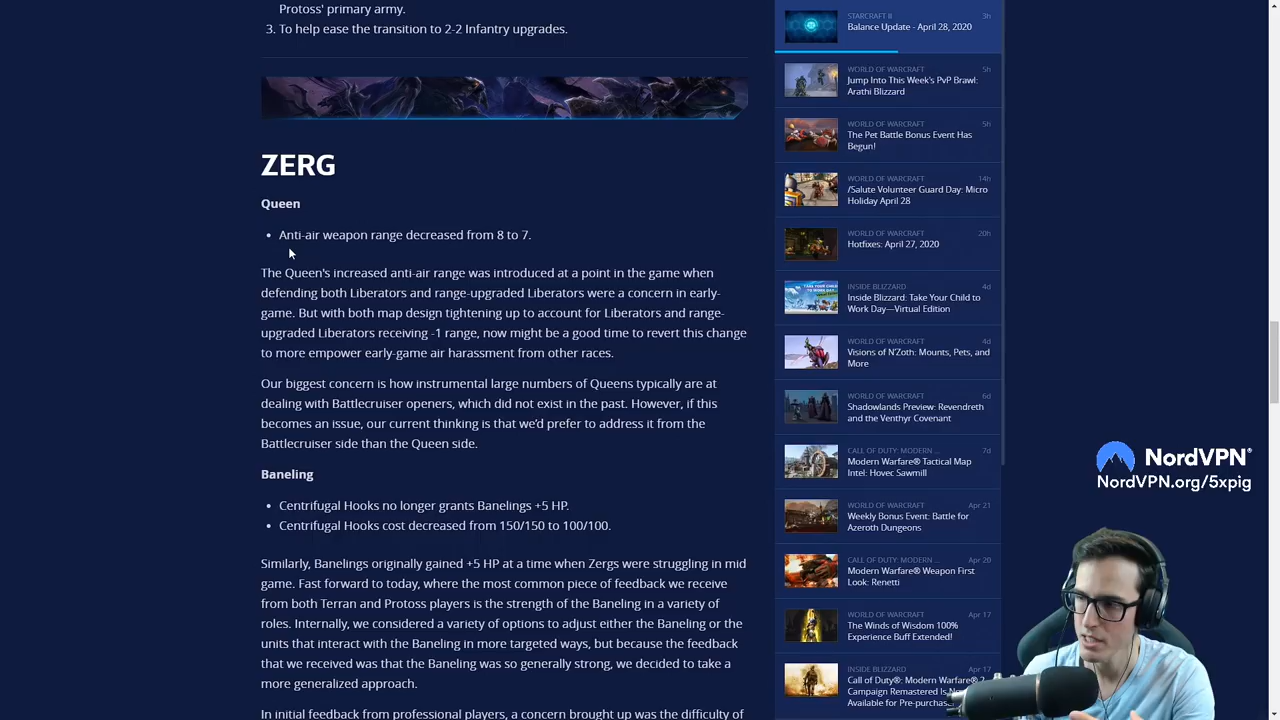 Protoss' primary army.
3. To help ease the transition to 2-2 Infantry upgrades.
ZERG
Queen
• Anti-air weapon range decreased from 8 to 7.
The Queen's increased anti-air range was introduced at a point in the game when
defending both Liberators and range-upgraded Liberators were a concern in early-
game. But with both map design tightening up to account for Liberators and range-
upgraded Liberators receiving -1 range, now might be a good time to revert this change
to more empower early-game air harassment from other races.
Our biggest concern is how instrumental large numbers of Queens typically are at
dealing with Battlecruiser openers, which did not exist in the past. However, if this
becomes an issue, our current thinking is that we'd prefer to address it from the
Battlecruiser side than the Queen side.
Baneling
• Centrifugal Hooks no longer grants Banelings +5 HP.
• Centrifugal Hooks cost decreased from 150/150 to 100/100.
Similarly, Banelings originally gained +5 HP at a time when Zergs were struggling in mid
game. Fast forward to today, where the most common piece of feedback we receive
from both Terran and Protoss players is the strength of the Baneling in a variety of
roles. Internally, we considered a variety of options to adjust either the Baneling or the
units that interact with the Baneling in more targeted ways, but because the feedback
that we received was that the Baneling was so generally strong, we decided to take a
more generalized approach.
In initial feedback from professional players, a concern brought up was the difficulty of
STARCRAFT II 3h
Balance Update - April 28, 2020
WORLD OF WARCRAFT 5h
Jump Into This Week's PvP Brawl:
Arathi Blizzard
WORLD OF WARCRAFT 5h
The Pet Battle Bonus Event Has
Begun!
WORLD OF WARCRAFT 14h
/Salute Volunteer Guard Day: Micro
Holiday April 28
WORLD OF WARCRAFT 20h
Hotfixes: April 27, 2020
INSIDE BLIZZARD 4d
Inside Blizzard: Take Your Child to
Work Day—Virtual Edition
WORLD OF WARCRAFT 4d
Visions of N'Zoth: Mounts, Pets, and
More
WORLD OF WARCRAFT 6d
Shadowlands Preview: Revendreth
and the Venthyr Covenant
CALL OF DUTY: MODERN ... 7d
Modern Warfare® Tactical Map
Intel: Hovec Sawmill
WORLD OF WARCRAFT Apr 21
Weekly Bonus Event: Battle for
Azeroth Dungeons
CALL OF DUTY: MODERN ... Apr 20
Modern Warfare® Weapon First
Look: Renetti
WORLD OF WARCRAFT Apr 17
The Winds of Wisdom 100%
Experience Buff Extended!
INSIDE BLIZZARD Apr 17
Call of Duty®: Modern Warfare® 2
Campaign Remastered Is
Available for Pre-purchase
NordVPN®
NordVPN.org/5xpig